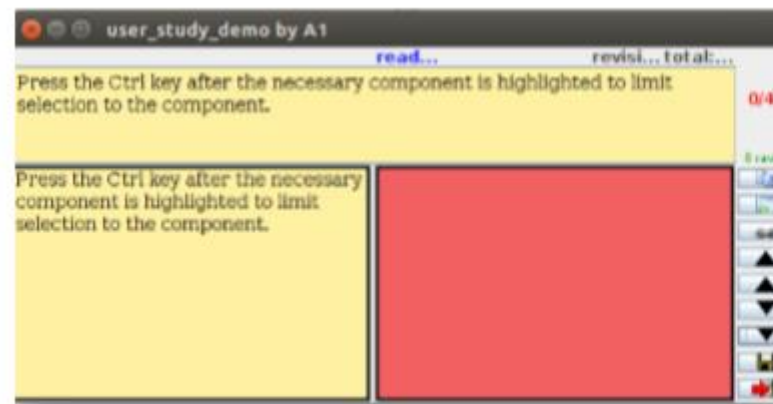 user_study_demo by A1
read... revisi... total:...
Press the Ctrl key after the necessary component is highlighted to limit
selection to the component.
0/4
Press the Ctrl key after the necessary
component is highlighted to limit
selection to the component.